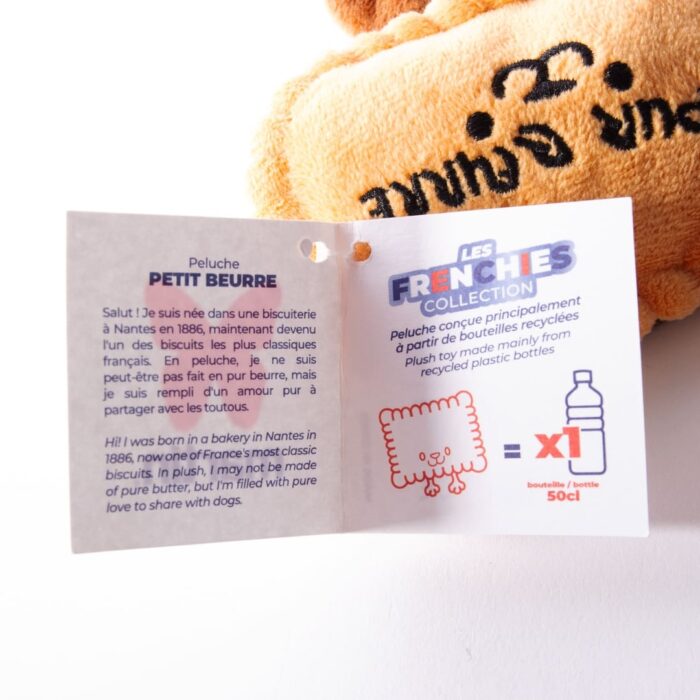 PUR BEURRE
Peluche
PETIT BEURRE
Salut ! Je suis née dans une biscuiterie
à Nantes en 1886, maintenant devenu
l'un des biscuits les plus classiques
français. En peluche, je ne suis
peut-être pas fait en pur beurre, mais
je suis rempli d'un amour pur à
partager avec les toutous.
Hi! I was born in a bakery in Nantes in
1886, now one of France's most classic
biscuits. In plush, I may not be made
of pure butter, but I'm filled with pure
love to share with dogs.
LES
FRENCHIES
COLLECTION
Peluche conçue principalement
à partir de bouteilles recyclées
Plush toy made mainly from
recycled plastic bottles
= x1
bouteille / bottle
50cl